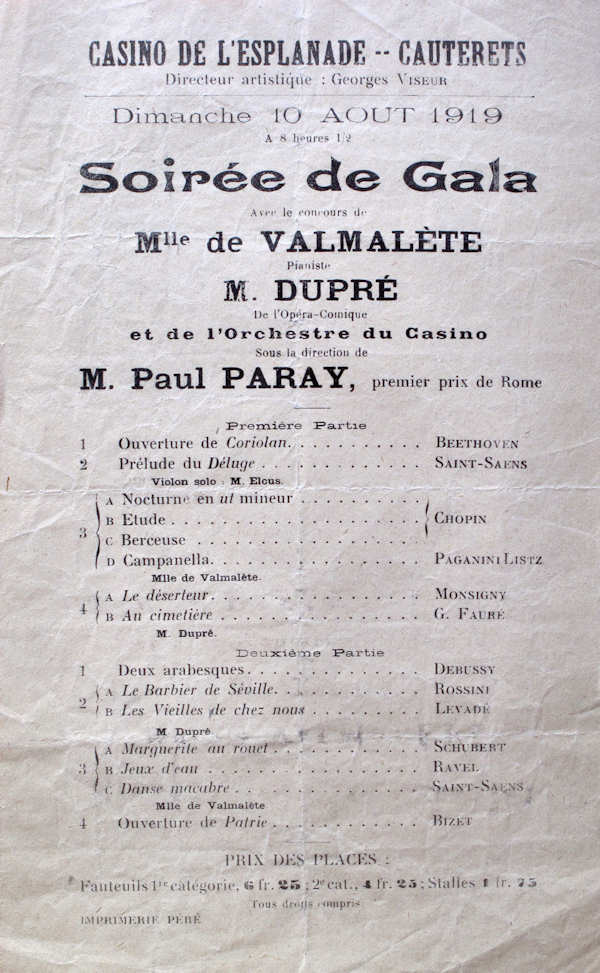 CASINO DE L'ESPLANADE -- CAUTERETS
Directeur artistique : Georges VISEUR
Dimanche 10 AOUT 1919
A 8 heures 1/2
Soirée de Gala
Avec le concours de
Mlle de VALMALÈTE
Pianiste
M. DUPRÉ
De l'Opéra-Comique
et de l'Orchestre du Casino
Sous la direction de
M. Paul PARAY, premier prix de Rome
Première Partie
1 Ouverture de Coriolan. . . . . . . . . . . . BEETHOVEN
2 Prélude du Déluge . . . . . . . . . . . . . . SAINT-SAENS
Violon solo : M. Elcus.
3 A Nocturne en ut mineur . . . . . . . . . .
B Etude . . . . . . . . . . . . . . . . . . . . CHOPIN
C Berceuse . . . . . . . . . . . . . . . . . .
D Campanella. . . . . . . . . . . . . . . . . PAGANINI LISTZ
Mlle de Valmalète.
4 A Le déserteur. . . . . . . . . . . . . . . . MONSIGNY
B Au cimetière . . . . . . . . . . . . . . . . G. FAURÉ
M. Dupré.
Deuxième Partie
1 Deux arabesques. . . . . . . . . . . . . . DEBUSSY
2 A Le Barbier de Séville. . . . . . . . . . . ROSSINI
B Les Vieilles de chez nous . . . . . . . . . LEVADÉ
M. Dupré
3 A Marguerite au rouet . . . . . . . . . . . . SCHUBERT
B Jeux d'eau . . . . . . . . . . . . . . . . . RAVEL
C Danse macabre . . . . . . . . . . . . . . SAINT-SAENS
Mlle de Valmalète
4 Ouverture de Patrie. . . . . . . . . . . . . BIZET
PRIX DES PLACES :
Fauteuils 1re catégorie, 6 fr. 25 ; 2e cat., 4 fr. 25 ; Stalles 1 fr. 75
Tous droits compris
IMPRIMERIE PÉRÉ